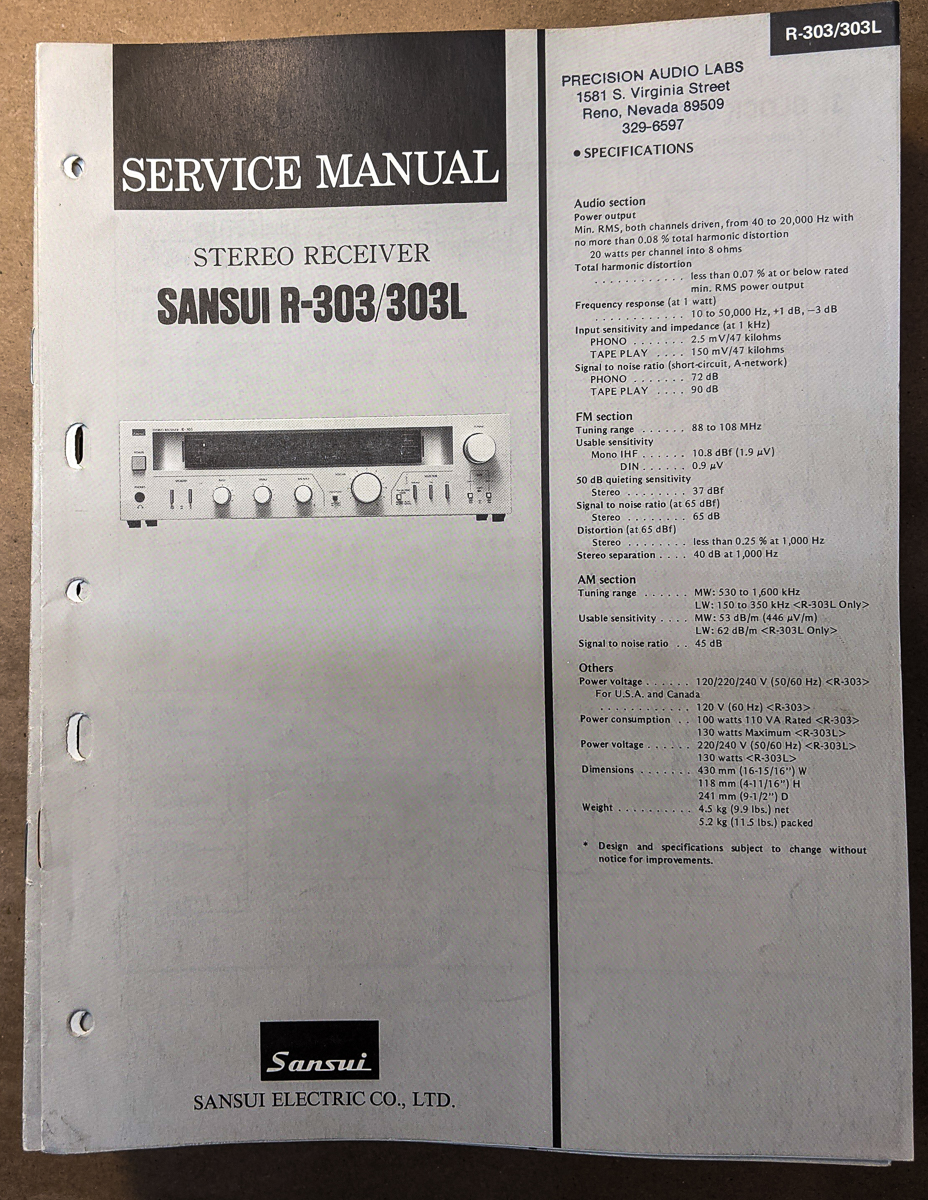 R-303/303L
SERVICE MANUAL
STEREO RECEIVER
SANSUI R-303/303L
Sansui
SANSUI ELECTRIC CO., LTD.
PRECISION AUDIO LABS
1581 S. Virginia Street
Reno, Nevada 89509
329-6597
● SPECIFICATIONS
Audio section
Power output
Min. RMS, both channels driven, from 40 to 20,000 Hz with
no more than 0.08 % total harmonic distortion
20 watts per channel into 8 ohms
Total harmonic distortion
. . . . . . . . . . . . less than 0.07 % at or below rated
min. RMS power output
Frequency response (at 1 watt)
. . . . . . . . . . . . 10 to 50,000 Hz, +1 dB, −3 dB
Input sensitivity and impedance (at 1 kHz)
PHONO . . . . . . . 2.5 mV/47 kilohms
TAPE PLAY . . . . 150 mV/47 kilohms
Signal to noise ratio (short-circuit, A-network)
PHONO . . . . . . . 72 dB
TAPE PLAY . . . . 90 dB
FM section
Tuning range . . . . . . 88 to 108 MHz
Usable sensitivity
Mono IHF . . . . . . 10.8 dBf (1.9 μV)
DIN . . . . . . 0.9 μV
50 dB quieting sensitivity
Stereo . . . . . . . . 37 dBf
Signal to noise ratio (at 65 dBf)
Stereo . . . . . . . . 65 dB
Distortion (at 65 dBf)
Stereo . . . . . . . . less than 0.25 % at 1,000 Hz
Stereo separation . . . . 40 dB at 1,000 Hz
AM section
Tuning range . . . . . . MW: 530 to 1,600 kHz
LW: 150 to 350 kHz <R-303L Only>
Usable sensitivity . . . . MW: 53 dB/m (446 μV/m)
LW: 62 dB/m <R-303L Only>
Signal to noise ratio . . 45 dB
Others
Power voltage . . . . . . 120/220/240 V (50/60 Hz) <R-303>
For U.S.A. and Canada
. . . . . . . . . . . . 120 V (60 Hz) <R-303>
Power consumption . . 100 watts 110 VA Rated <R-303>
130 watts Maximum <R-303L>
Power voltage . . . . . . 220/240 V (50/60 Hz) <R-303L>
130 watts <R-303L>
Dimensions . . . . . . . 430 mm (16-15/16") W
118 mm (4-11/16") H
241 mm (9-1/2") D
Weight . . . . . . . . . . 4.5 kg (9.9 lbs.) net
5.2 kg (11.5 lbs.) packed
* Design and specifications subject to change without
notice for improvements.